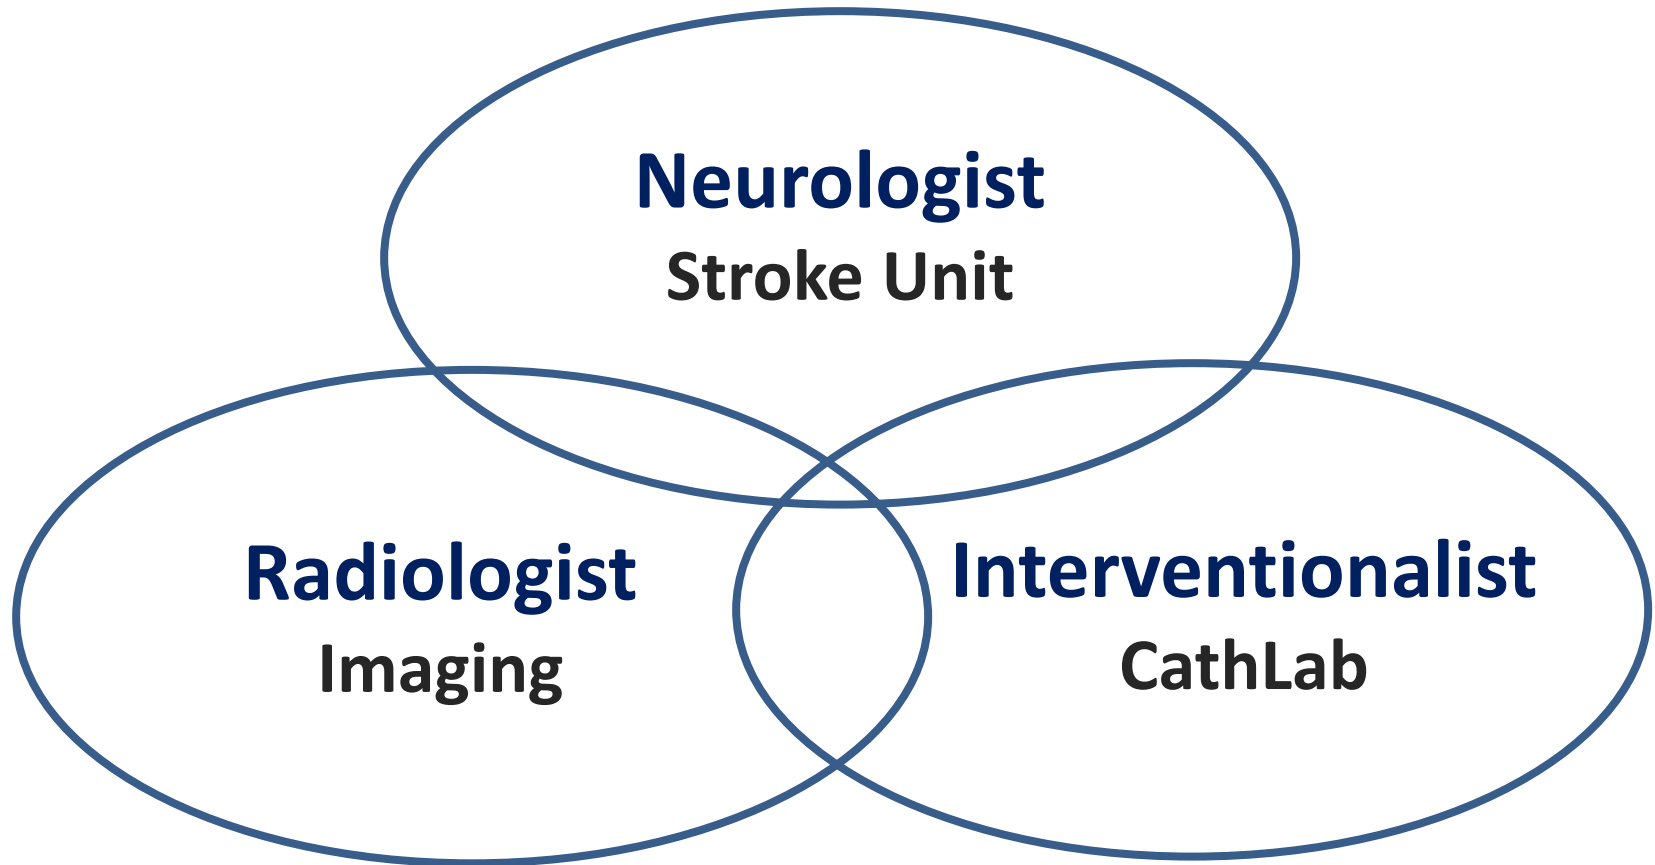 Neurologist
Stroke Unit
Radiologist
Imaging
Interventionalist
CathLab